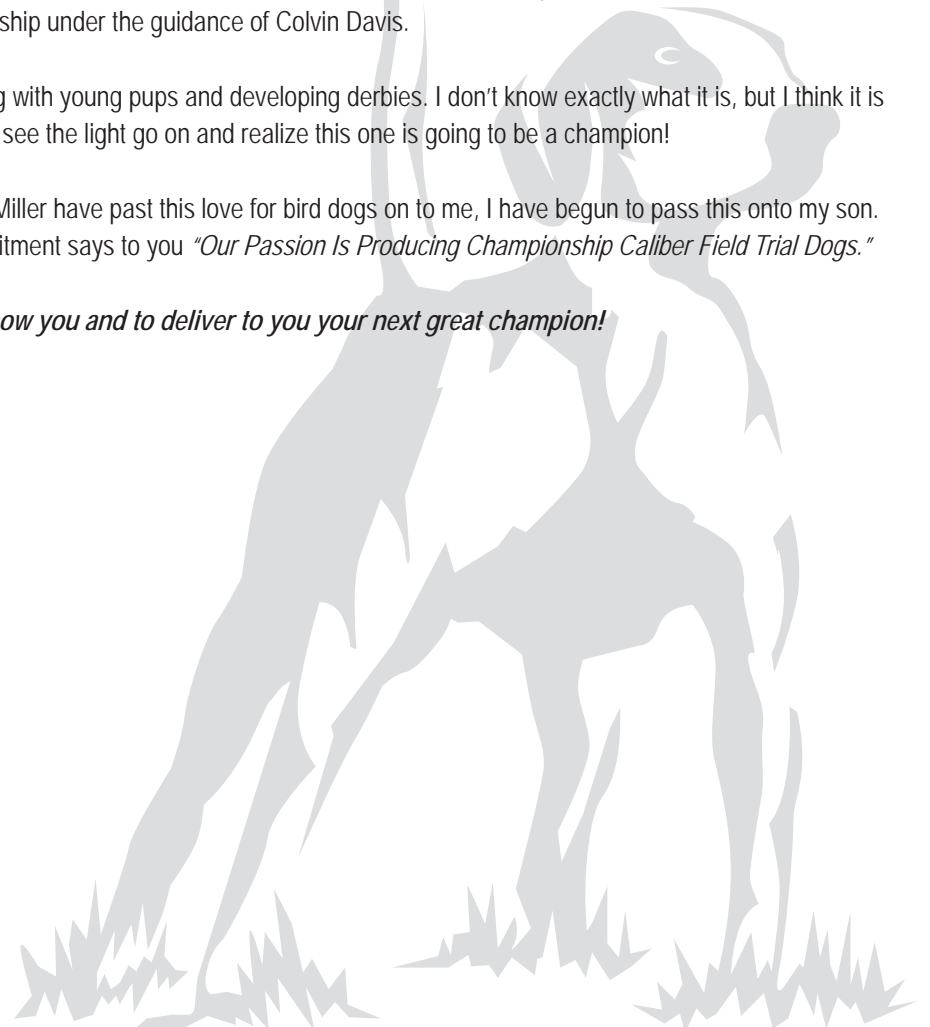 ship under the guidance of Colvin Davis.
with young pups and developing derbies. I don't know exactly what it is, but I think it is
see the light go on and realize this one is going to be a champion!
Miller have past this love for bird dogs on to me, I have begun to pass this onto my son.
itment says to you "Our Passion Is Producing Championship Caliber Field Trial Dogs."
ow you and to deliver to you your next great champion!